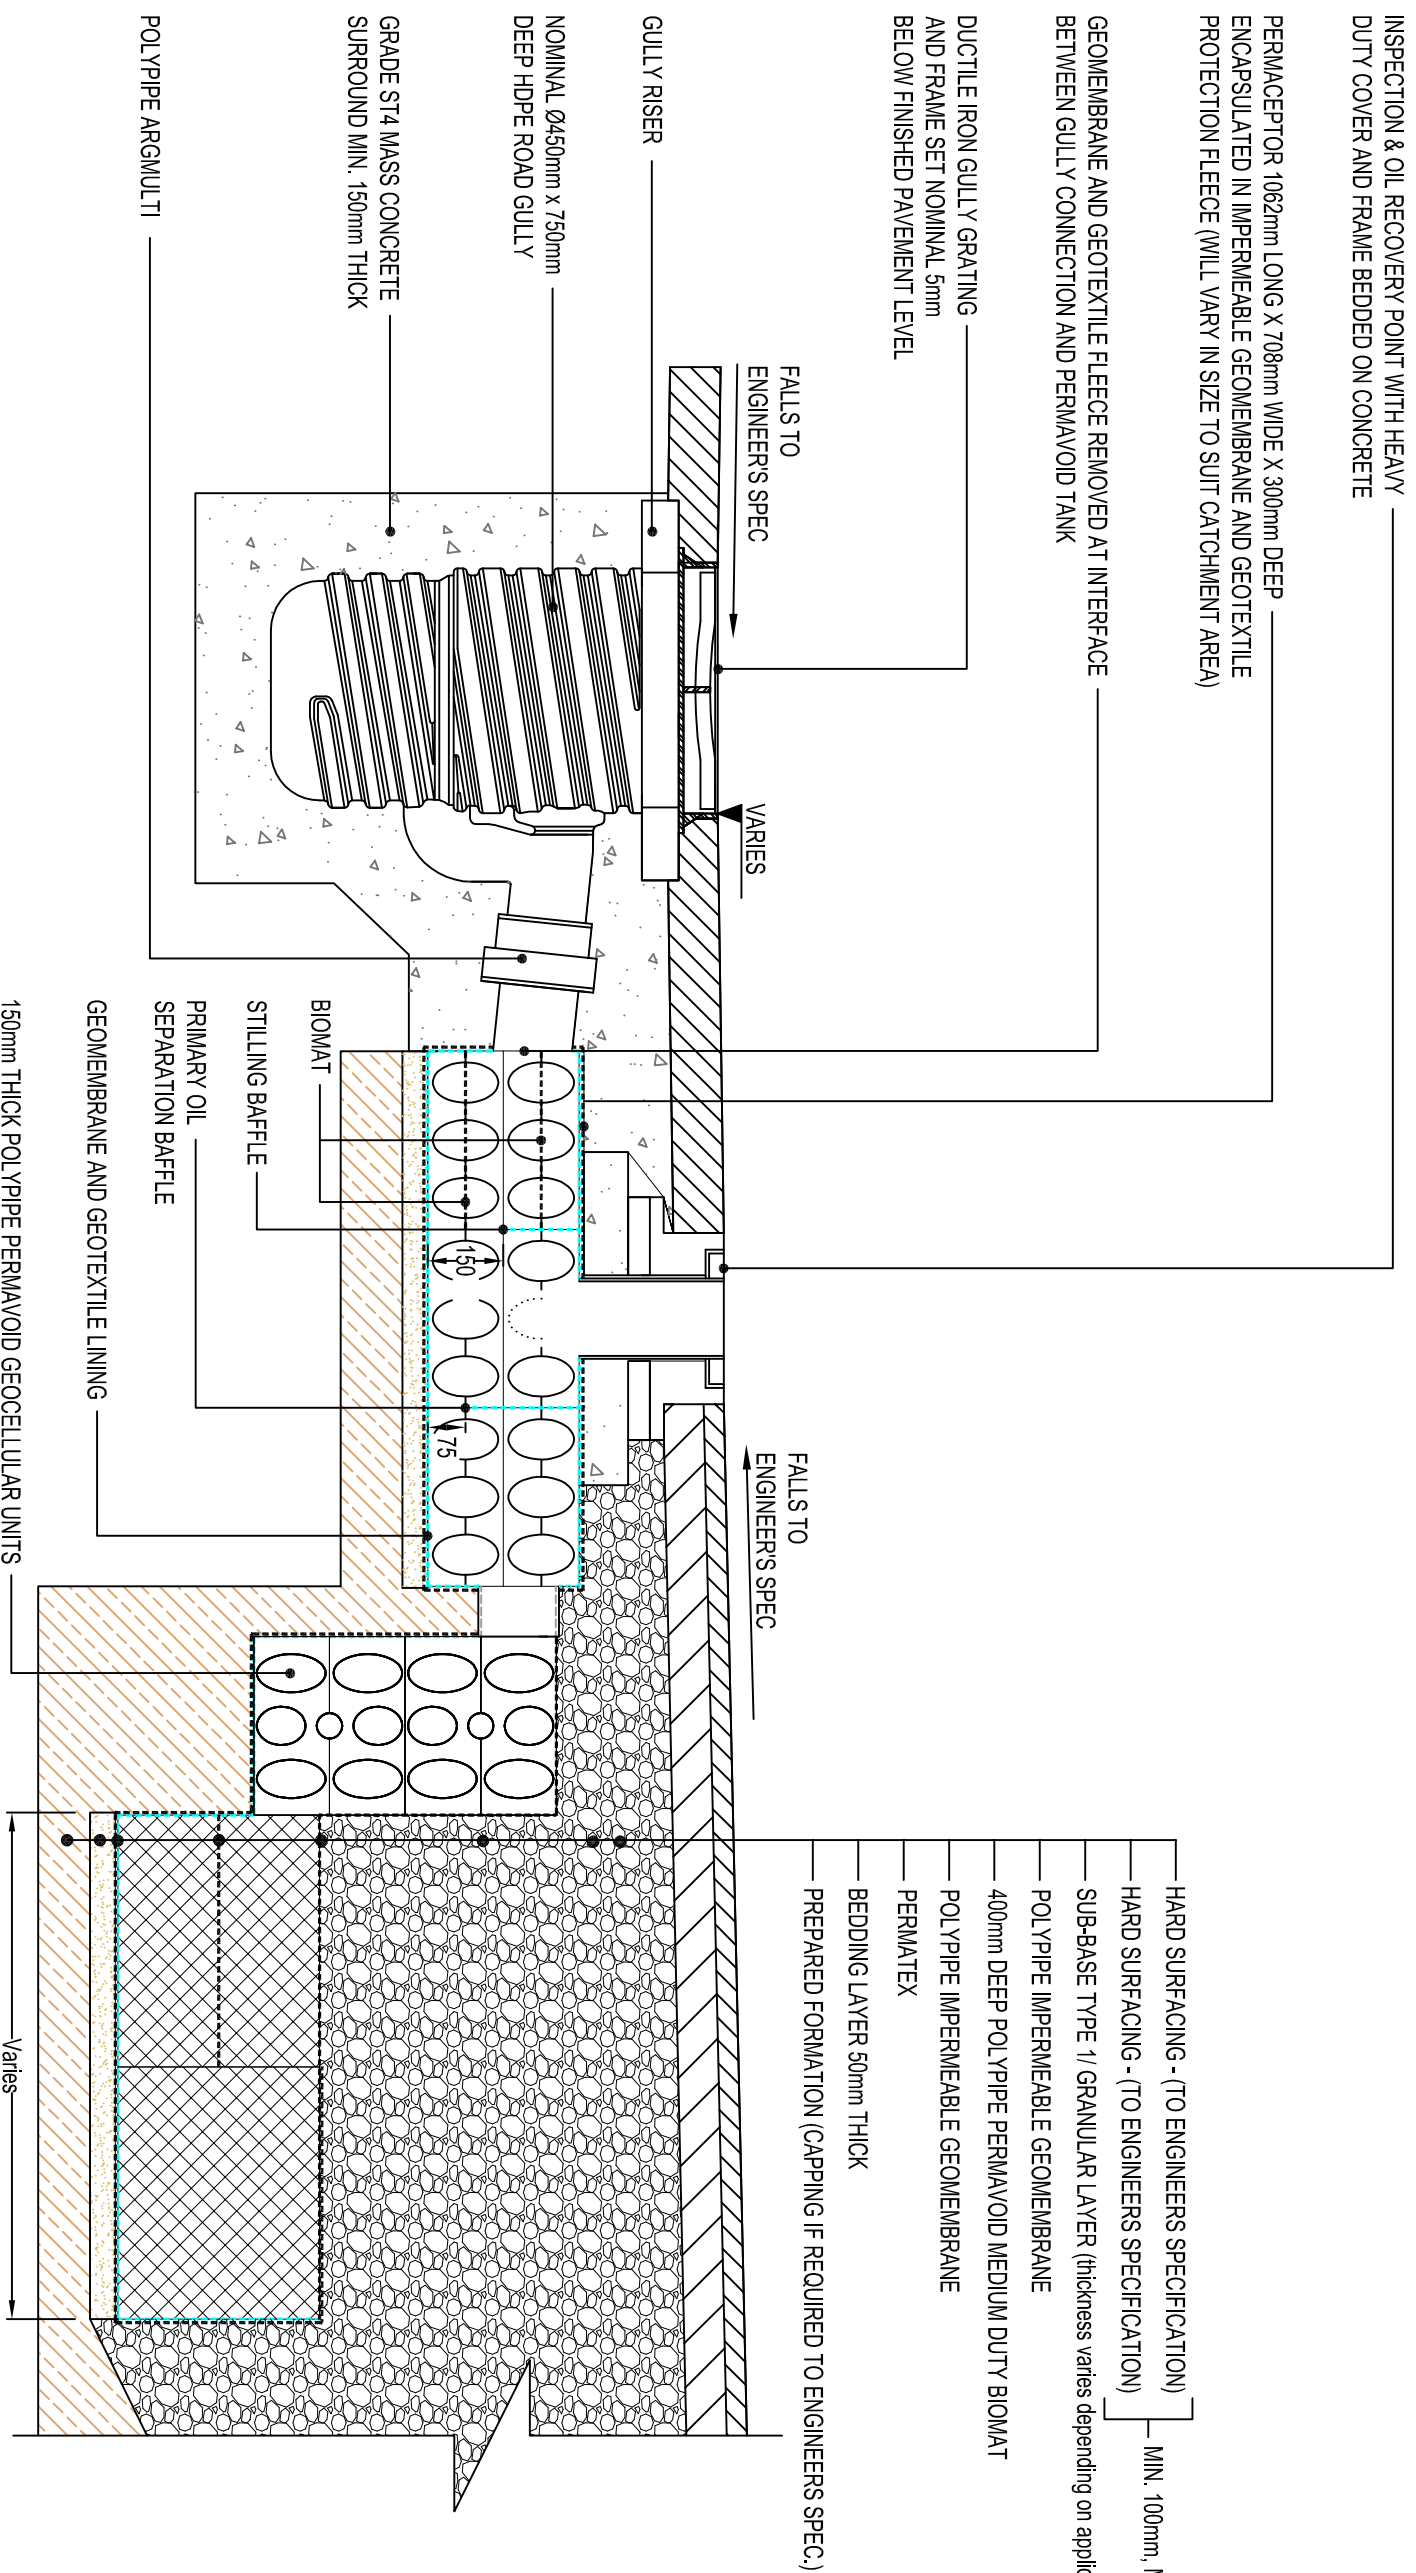 INSPECTION & OIL RECOVERY POINT WITH HEAVY
DUTY COVER AND FRAME BEDDED ON CONCRETE
PERMACEPTOR 1062mm LONG X 708mm WIDE X 300mm DEEP
ENCAPSULATED IN IMPERMEABLE GEOMEMBRANE AND GEOTEXTILE
PROTECTION FLEECE (WILL VARY IN SIZE TO SUIT CATCHMENT AREA)
GEOMEMBRANE AND GEOTEXTILE FLEECE REMOVED AT INTERFACE
BETWEEN GULLY CONNECTION AND PERMAVOID TANK
DUCTILE IRON GULLY GRATING
AND FRAME SET NOMINAL 5mm
BELOW FINISHED PAVEMENT LEVEL
GULLY RISER
NOMINAL Ø450mm x 750mm
DEEP HDPE ROAD GULLY
GRADE ST4 MASS CONCRETE
SURROUND MIN. 150mm THICK
POLYPIPE ARGMULTI
FALLS TO
ENGINEER'S SPEC
VARIES
FALLS TO
ENGINEER'S SPEC
150
75
BIOMAT
STILLING BAFFLE
PRIMARY OIL
SEPARATION BAFFLE
GEOMEMBRANE AND GEOTEXTILE LINING
150mm THICK POLYPIPE PERMAVOID GEOCELLULAR UNITS
HARD SURFACING - (TO ENGINEERS SPECIFICATION)
HARD SURFACING - (TO ENGINEERS SPECIFICATION)
MIN. 100mm,
SUB-BASE TYPE 1/ GRANULAR LAYER (thickness varies depending on applic
POLYPIPE IMPERMEABLE GEOMEMBRANE
400mm DEEP POLYPIPE PERMAVOID MEDIUM DUTY BIOMAT
POLYPIPE IMPERMEABLE GEOMEMBRANE
PERMATEX
BEDDING LAYER 50mm THICK
PREPARED FORMATION (CAPPING IF REQUIRED TO ENGINEERS SPEC.)
Varies